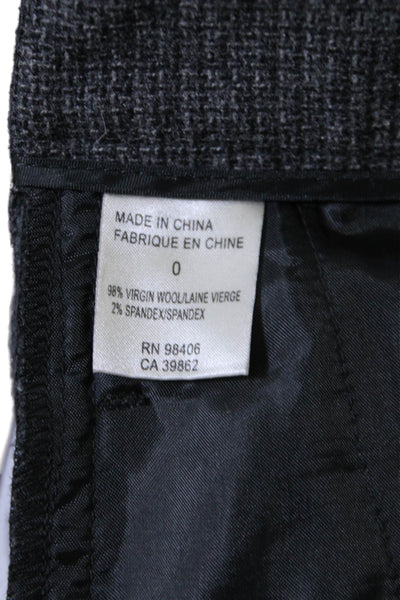 MADE IN CHINA
FABRIQUE EN CHINE
0
98% VIRGIN WOOL/LAINE VIERGE
2% SPANDEX/SPANDEX
RN 98406
CA 39862